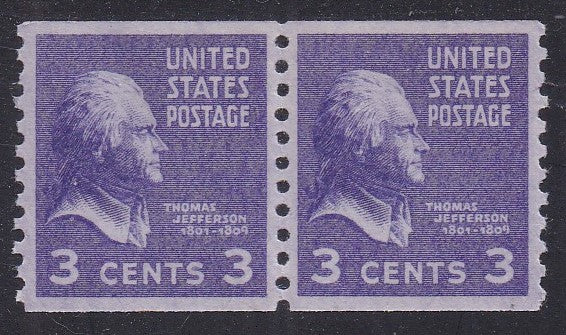 UNITED
STATES
POSTAGE
THOMAS
JEFFERSON
1801-1809
3 CENTS 3
UNITED
STATES
POSTAGE
THOMAS
JEFFERSON
1801-1809
3 CENTS 3